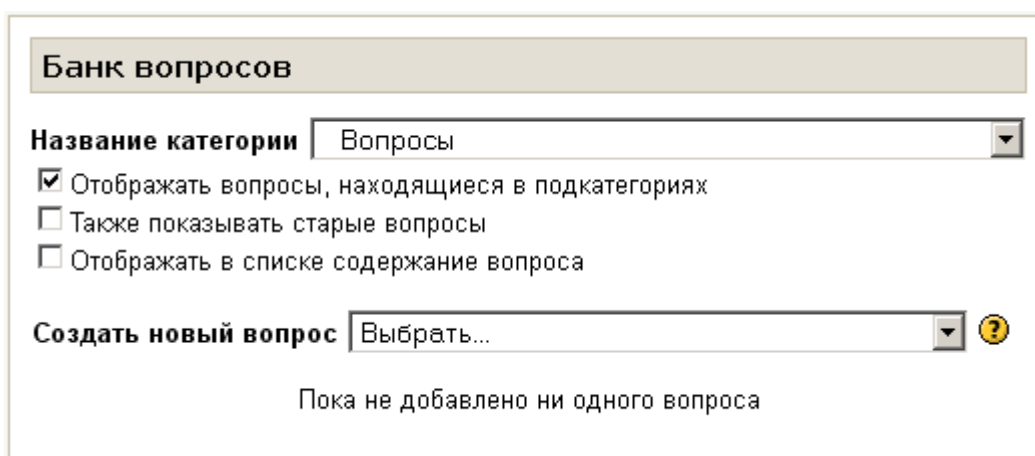 Банк вопросов
Название категории Вопросы
Отображать вопросы, находящиеся в подкатегориях
Также показывать старые вопросы
Отображать в списке содержание вопроса
Создать новый вопрос Выбрать... ?
Пока не добавлено ни одного вопроса